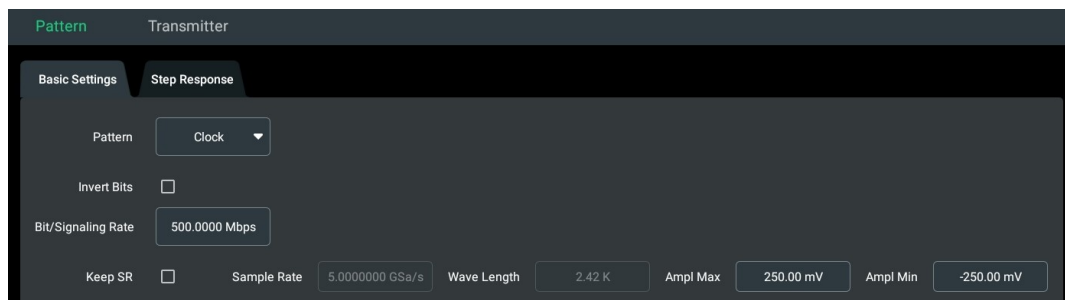 Pattern Transmitter
Basic Settings Step Response
Pattern Clock
Invert Bits
Bit/Signaling Rate 500.0000 Mbps
Keep SR Sample Rate 5.0000000 GSa/s Wave Length 2.42 K Ampl Max 250.00 mV Ampl Min -250.00 mV